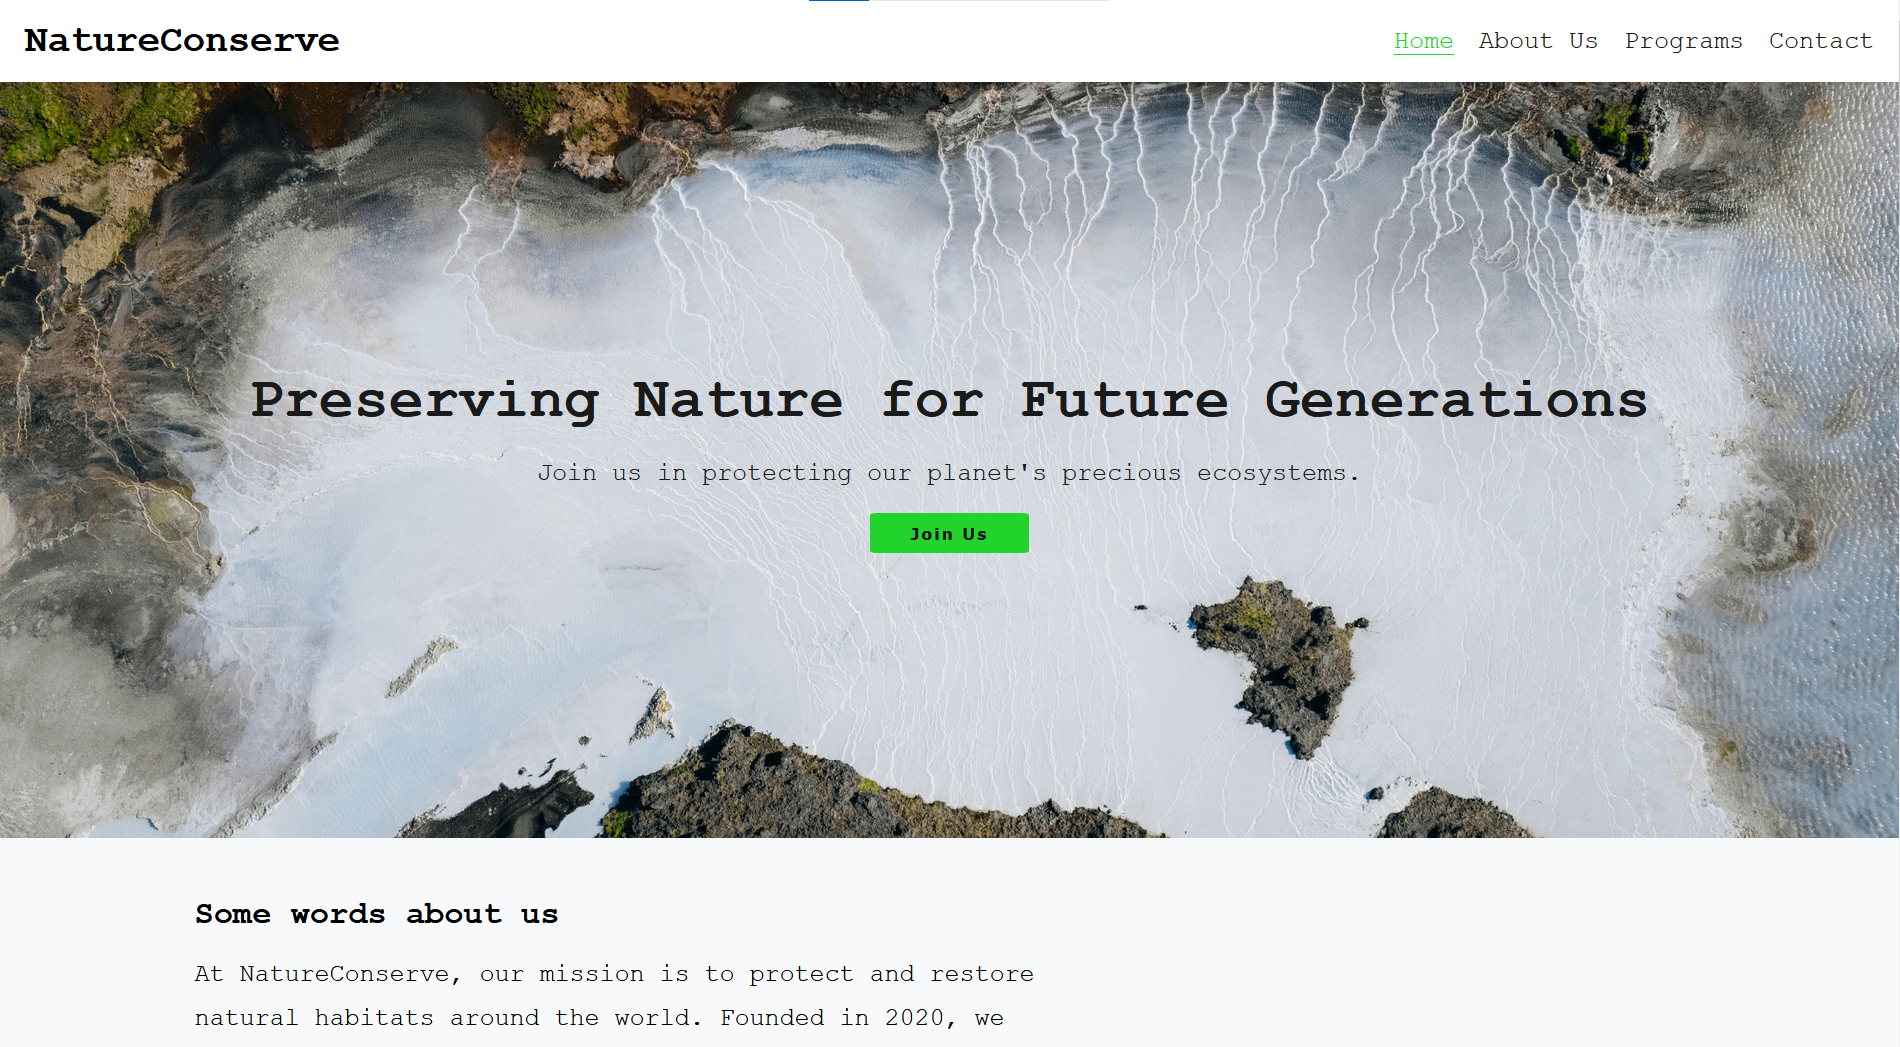 NatureConserve
Home About Us Programs Contact
Preserving Nature for Future Generations
Join us in protecting our planet's precious ecosystems.
Join Us
Some words about us
At NatureConserve, our mission is to protect and restore
natural habitats around the world. Founded in 2020, we